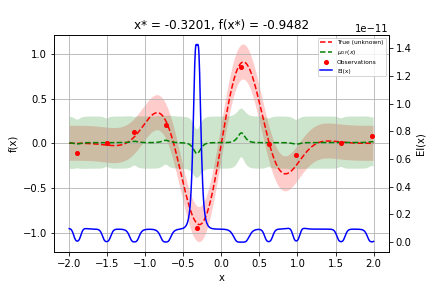 x* = -0.3201, f(x*) = -0.9482
1e−11
True (unknown)
μ_GP(x)
Observations
EI(x)
f(x)
1.0
0.5
0.0
−0.5
−1.0
1.4
1.2
1.0
0.8
0.6
0.4
0.2
0.0
EI(x)
−2.0 −1.5 −1.0 −0.5 0.0 0.5 1.0 1.5 2.0
x